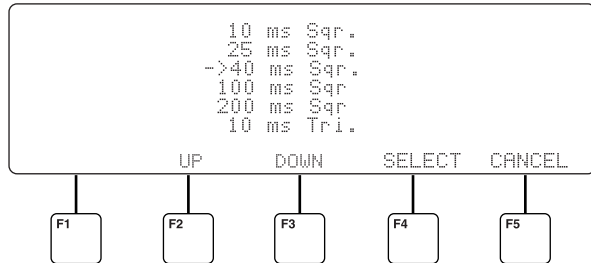 10 ms Sqr.
25 ms Sqr.
->40 ms Sqr.
100 ms Sqr
200 ms Sqr
10 ms Tri.
UP DOWN SELECT CANCEL
F1 F2 F3 F4 F5